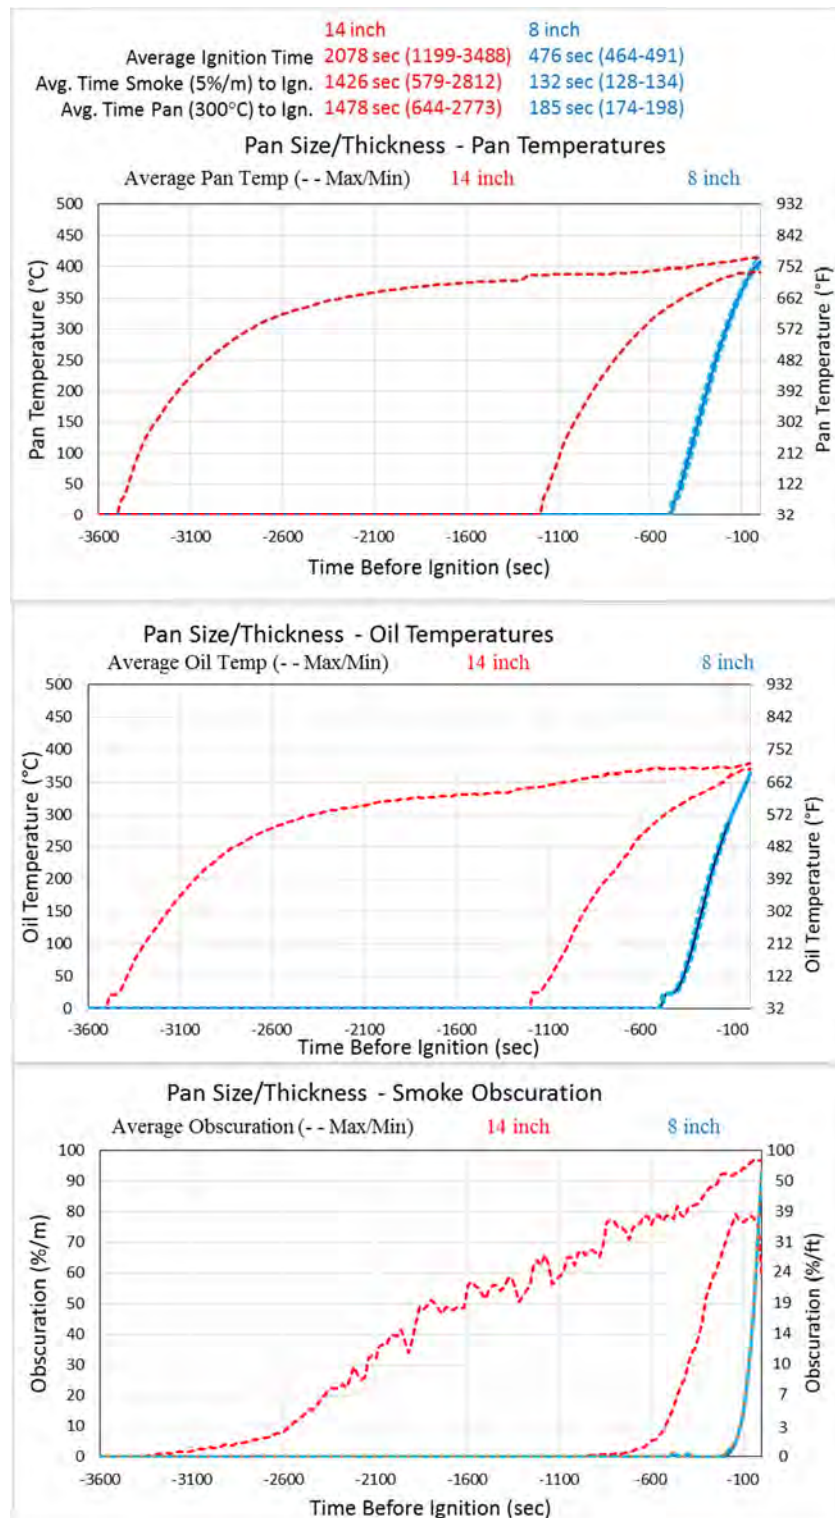 14 inch 8 inch
Average Ignition Time 2078 sec (1199-3488) 476 sec (464-491)
Avg. Time Smoke (5%/m) to Ign. 1426 sec (579-2812) 132 sec (128-134)
Avg. Time Pan (300°C) to Ign. 1478 sec (644-2773) 185 sec (174-198)
Pan Size/Thickness - Pan Temperatures
Average Pan Temp (- - Max/Min) 14 inch 8 inch
500 932
450 842
400 752
350 662
300 572
250 482
200 392
150 302
100 212
50 122
0 32
Pan Temperature (°C)
Pan Temperature (°F)
-3600 -3100 -2600 -2100 -1600 -1100 -600 -100
Time Before Ignition (sec)
Pan Size/Thickness - Oil Temperatures
Average Oil Temp (- - Max/Min) 14 inch 8 inch
500 932
450 842
400 752
350 662
300 572
250 482
200 392
150 302
100 212
50 122
0 32
Oil Temperature (°C)
Oil Temperature (°F)
-3600 -3100 -2600 -2100 -1600 -1100 -600 -100
Time Before Ignition (sec)
Pan Size/Thickness - Smoke Obscuration
Average Obscuration (- - Max/Min) 14 inch 8 inch
100 100
90 50
80 39
70 31
60 24
50 19
40 14
30 10
20 7
10 3
0 0
Obscuration (%/m)
Obscuration (%/ft)
-3600 -3100 -2600 -2100 -1600 -1100 -600 -100
Time Before Ignition (sec)